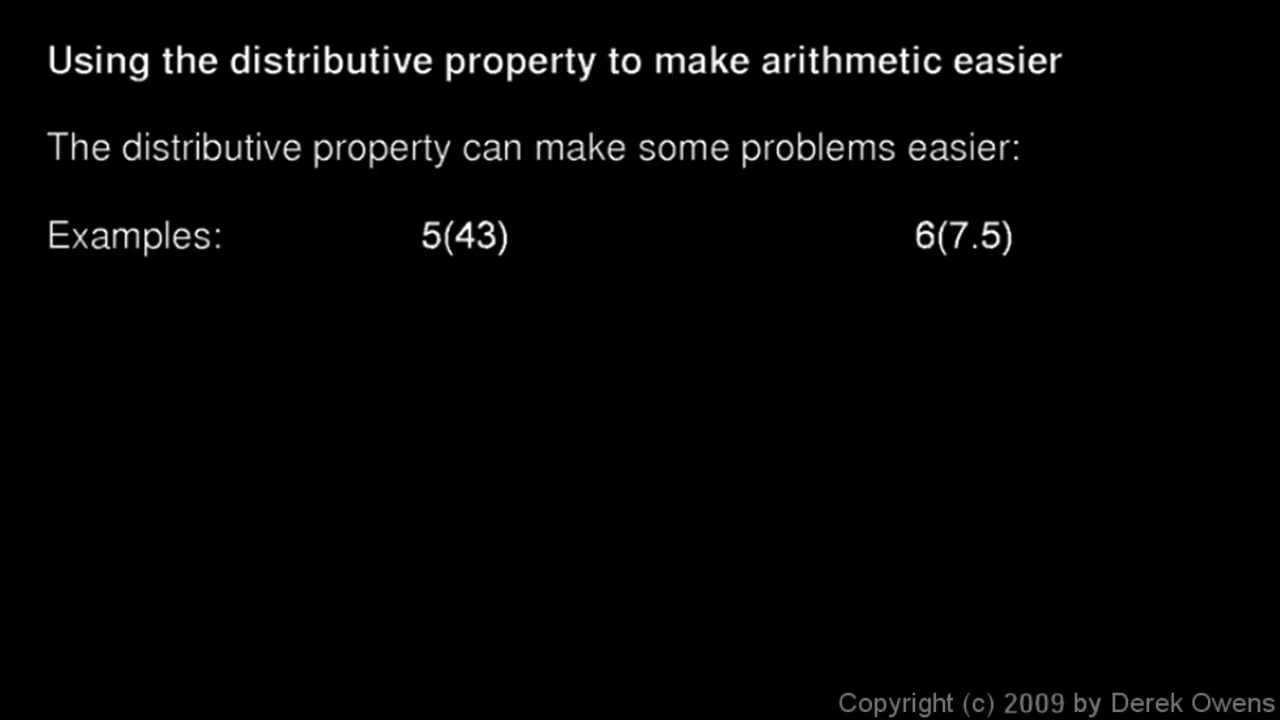 Using the distributive property to make arithmetic easier
The distributive property can make some problems easier:
Examples: 5(43) 6(7.5)
Copyright (c) 2009 by Derek Owens